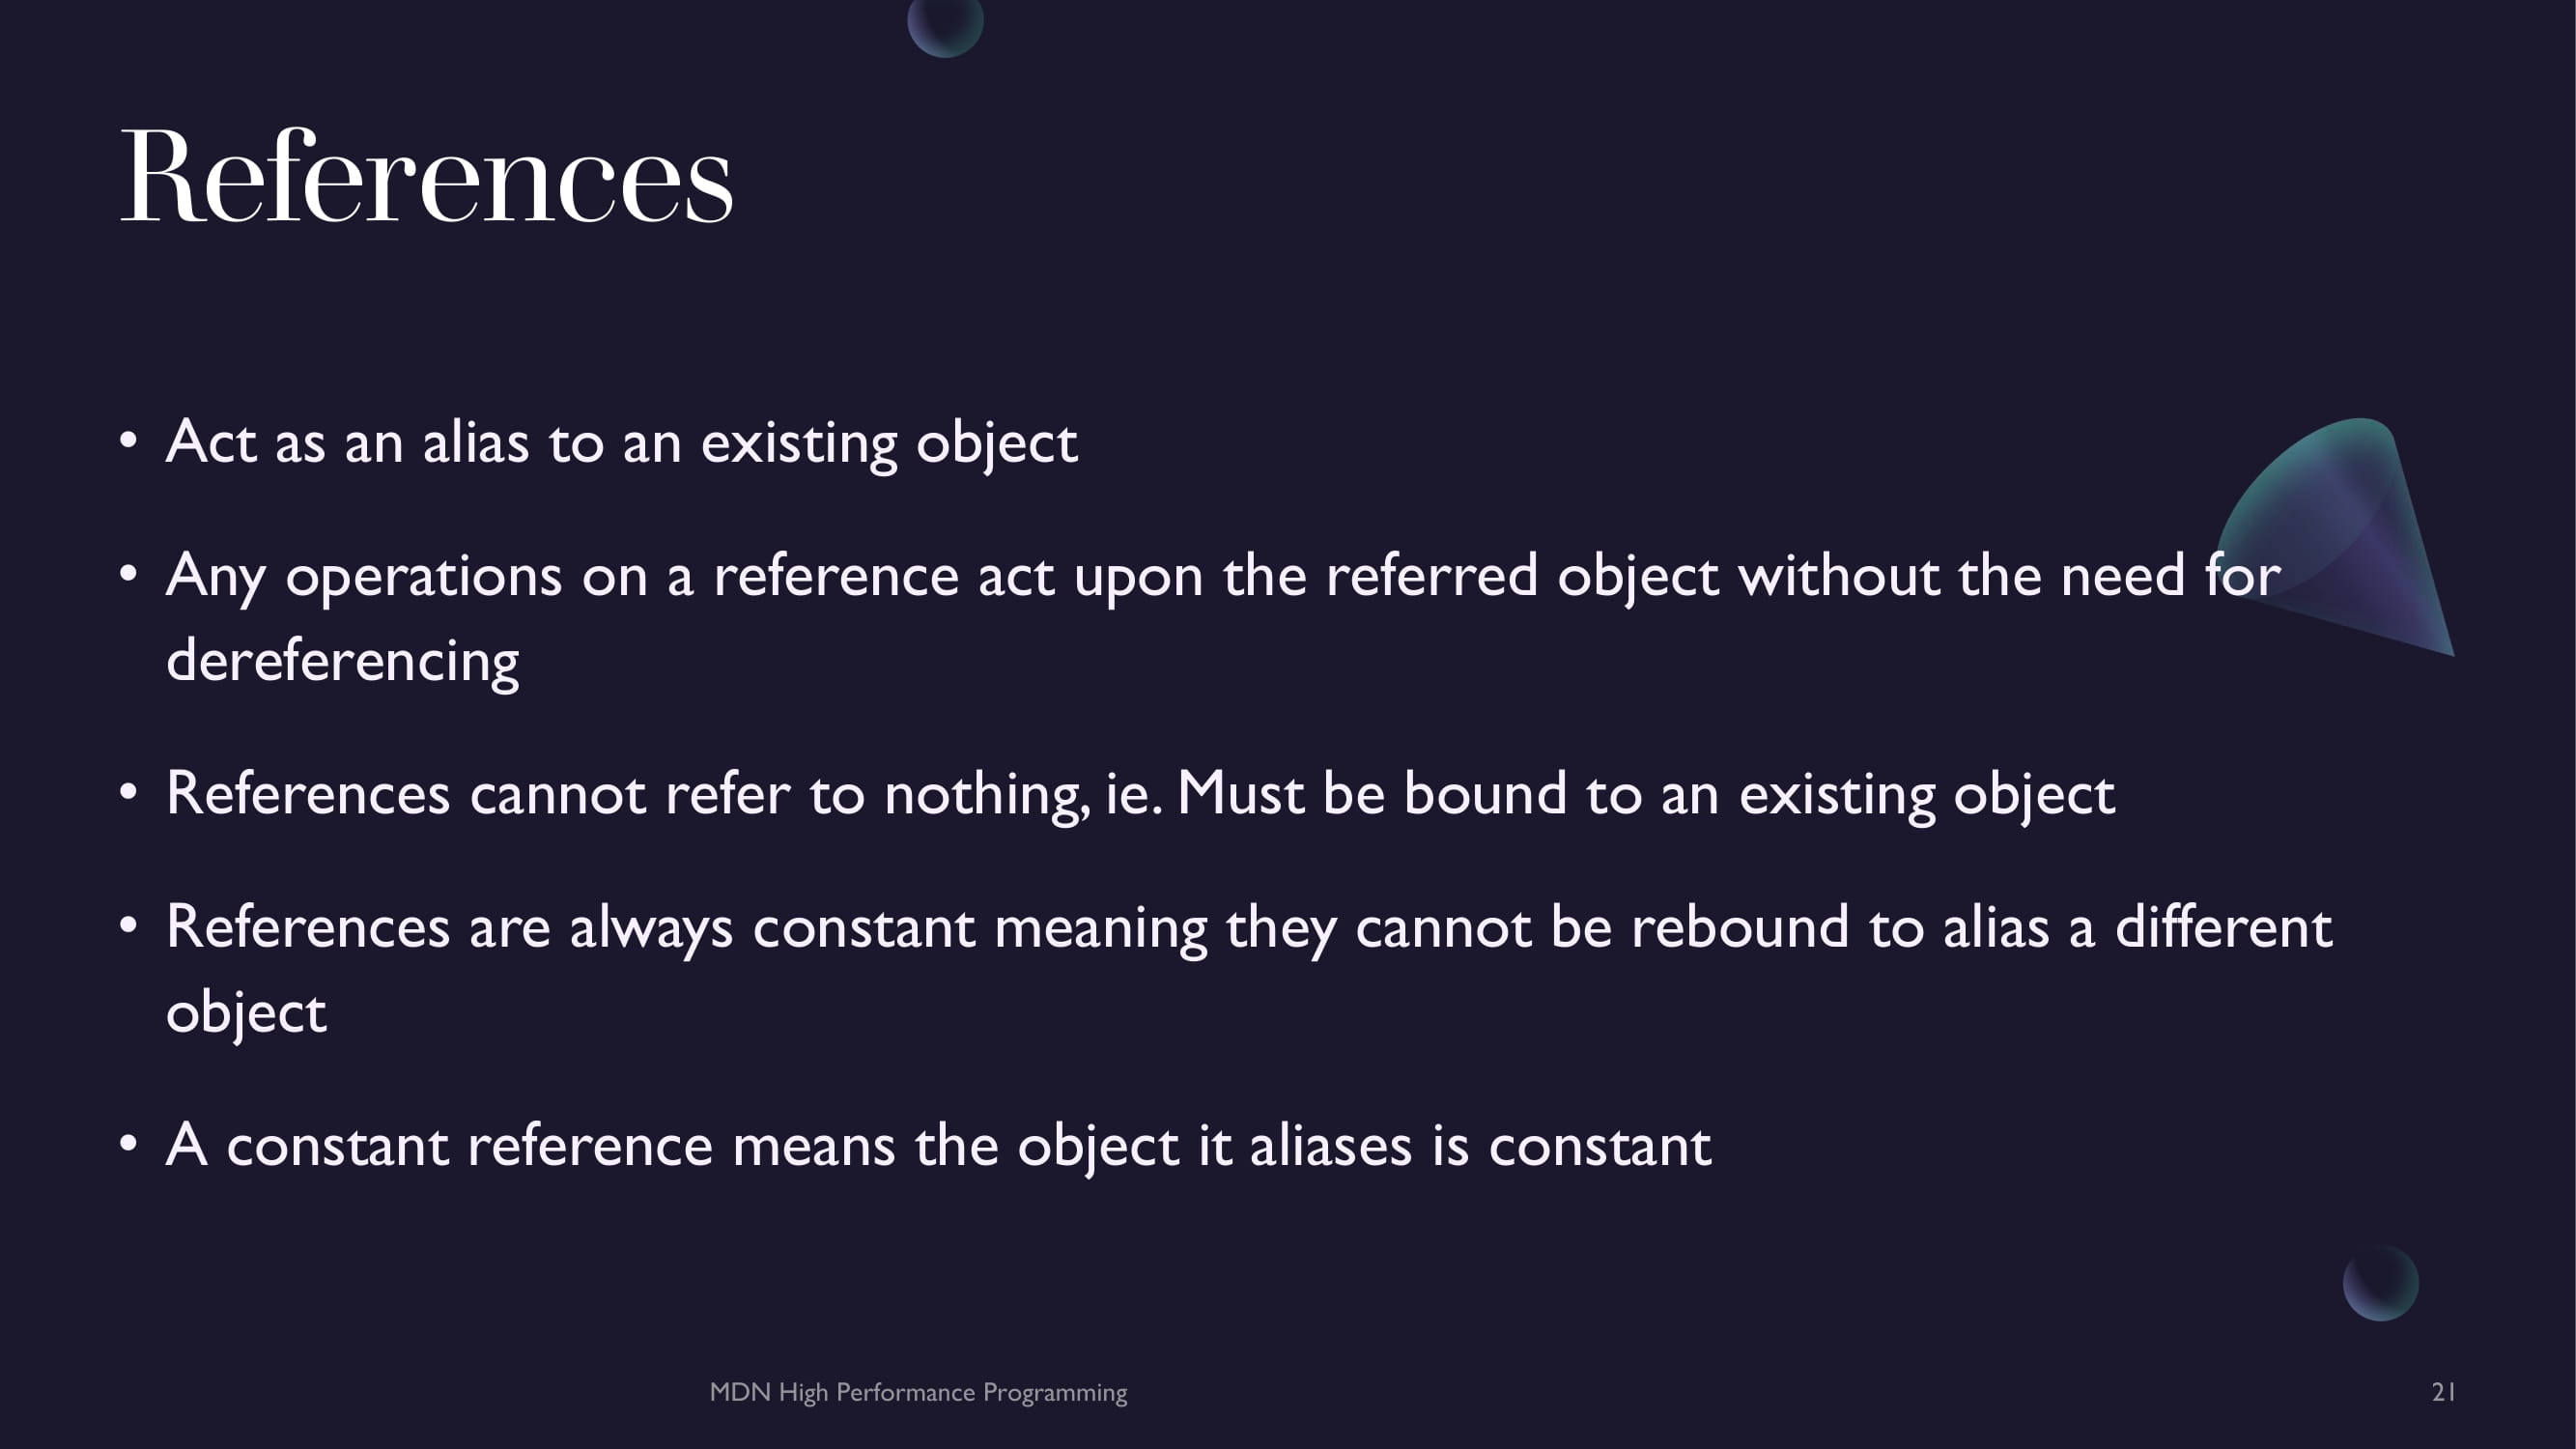 References
• Act as an alias to an existing object
• Any operations on a reference act upon the referred object without the need for
dereferencing
• References cannot refer to nothing, ie. Must be bound to an existing object
• References are always constant meaning they cannot be rebound to alias a different
object
• A constant reference means the object it aliases is constant
MDN High Performance Programming
21